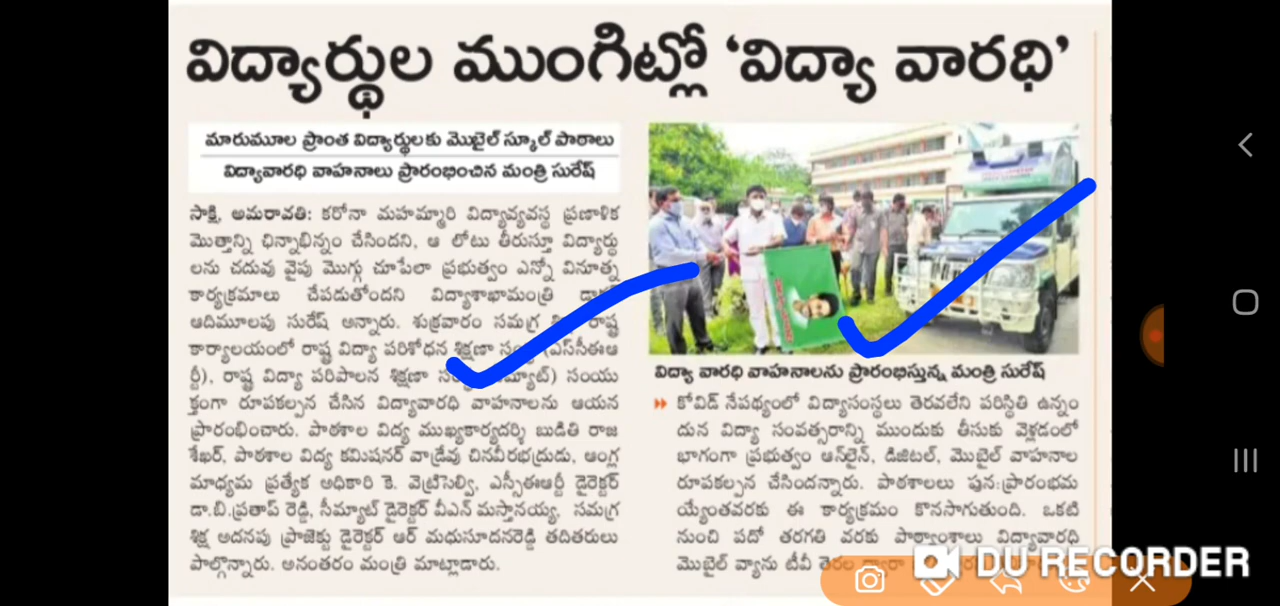 విద్యార్థుల ముంగిట్లో ‘విద్యా వారధి’
మారుమూల ప్రాంత విద్యార్థులకు మొబైల్ స్కూల్ పాఠాలు
విద్యావారధి వాహనాలు ప్రారంభించిన మంత్రి సురేష్
సాక్షి, అమరావతి: కరోనా మహమ్మారి విద్యావ్యవస్థ ప్రణాళిక
మొత్తాన్ని ఛిన్నాభిన్నం చేసిందని, ఆ లోటు తీరుస్తూ విద్యార్థు
లను చదువు వైపు మొగ్గు చూపేలా ప్రభుత్వం ఎన్నో వినూత్న
కార్యక్రమాలు చేపడుతోందని విద్యాశాఖామంత్రి
ఆదిమూలపు సురేష్ అన్నారు. శుక్రవారం సమగ్ర రాష్ట్ర
కార్యాలయంలో రాష్ట్ర విద్యా పరిశోధన శిక్షణా (ఎస్‌సీఈఆ
ర్టీ), రాష్ట్ర విద్యా పరిపాలన శిక్షణా సంయు
క్తంగా రూపకల్పన చేసిన విద్యావారధి వాహనాలను ఆయన
ప్రారంభించారు. పాఠశాల విద్య ముఖ్యకార్యదర్శి బుడితి రాజ
శేఖర్, పాఠశాల విద్య కమిషనర్ వాడ్రేవు చినవీరభద్రుడు, ఆంగ్ల
మాధ్యమ ప్రత్యేక అధికారి కె. వెట్రిసెల్వి, ఎస్సీఈఆర్టీ డైరెక్టర్
డా.బి.ప్రతాప్ రెడ్డి, సీమ్యాట్ డైరెక్టర్ వీఎన్ మస్తానయ్య, సమగ్ర
శిక్ష అదనపు ప్రాజెక్టు డైరెక్టర్ ఆర్ మధుసూదనరెడ్డి తదితరులు
పాల్గొన్నారు. అనంతరం మంత్రి మాట్లాడారు.
విద్యా వారధి వాహనాలను ప్రారంభిస్తున్న మంత్రి సురేష్
కోవిడ్ నేపథ్యంలో విద్యాసంస్థలు తెరవలేని పరిస్థితి ఉన్నం
దున విద్యా సంవత్సరాన్ని ముందుకు తీసుకు వెళ్లడంలో
భాగంగా ప్రభుత్వం ఆన్‌లైన్, డిజిటల్, మొబైల్ వాహనాల
రూపకల్పన చేసిందన్నారు. పాఠశాలలు పున:ప్రారంభమ
య్యేంతవరకు ఈ కార్యక్రమం కొనసాగుతుంది. ఒకటి
నుంచి పదో తరగతి వరకు పాఠ్యాంశాలు విద్యావారధి
మొబైల్ వ్యాను టీవీ తెరల ద్వారా
DU RECORDER